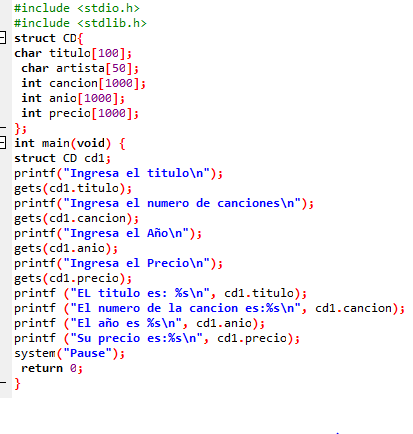 #include <stdio.h>
#include <stdlib.h>
struct CD{
char titulo[100];
char artista[50];
int cancion[1000];
int anio[1000];
int precio[1000];
};
int main(void) {
struct CD cd1;
printf("Ingresa el titulo\n");
gets(cd1.titulo);
printf("Ingresa el numero de canciones\n");
gets(cd1.cancion);
printf("Ingresa el Año\n");
gets(cd1.anio);
printf("Ingresa el Precio\n");
gets(cd1.precio);
printf ("EL titulo es: %s\n", cd1.titulo);
printf ("El numero de la cancion es:%s\n", cd1.cancion);
printf ("El año es %s\n", cd1.anio);
printf ("Su precio es:%s\n", cd1.precio);
system("Pause");
return 0;
}